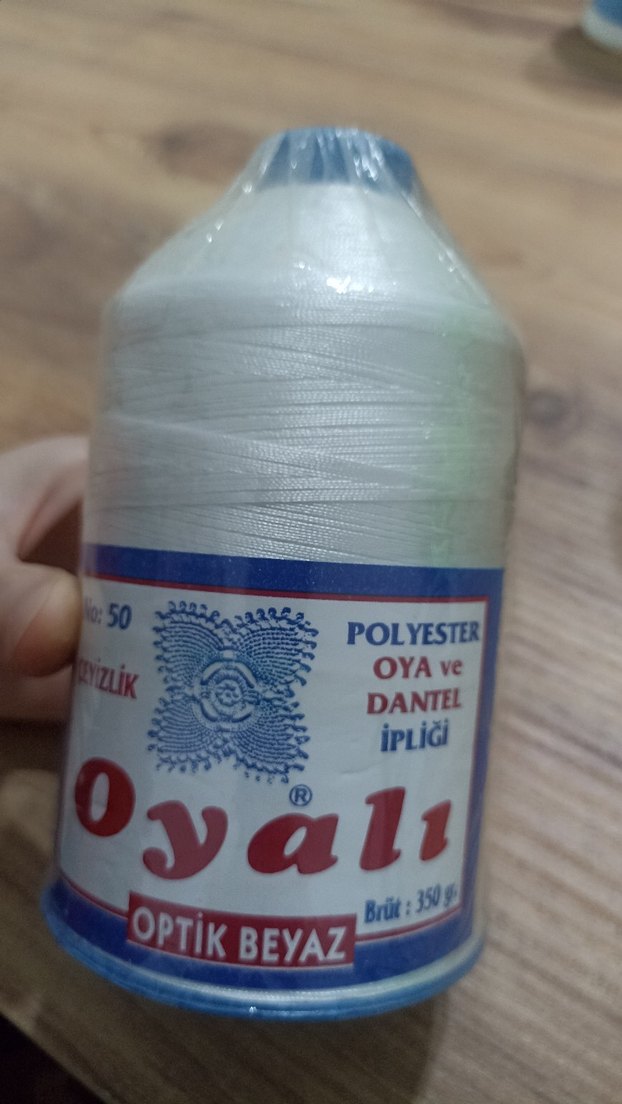 No: 50
ÇEYİZLİK
POLYESTER
OYA ve
DANTEL
İPLİĞİ
Oyalı®
Brüt : 350 gr.
OPTİK BEYAZ